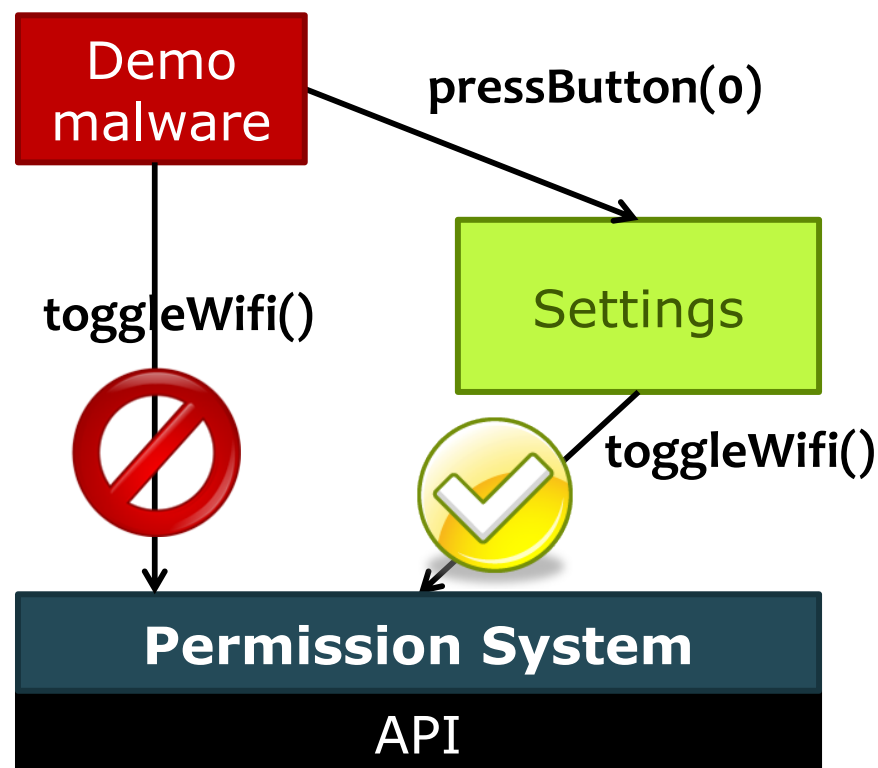 Demo
malware
pressButton(0)
toggleWifi()
Settings
toggleWifi()
Permission System
API